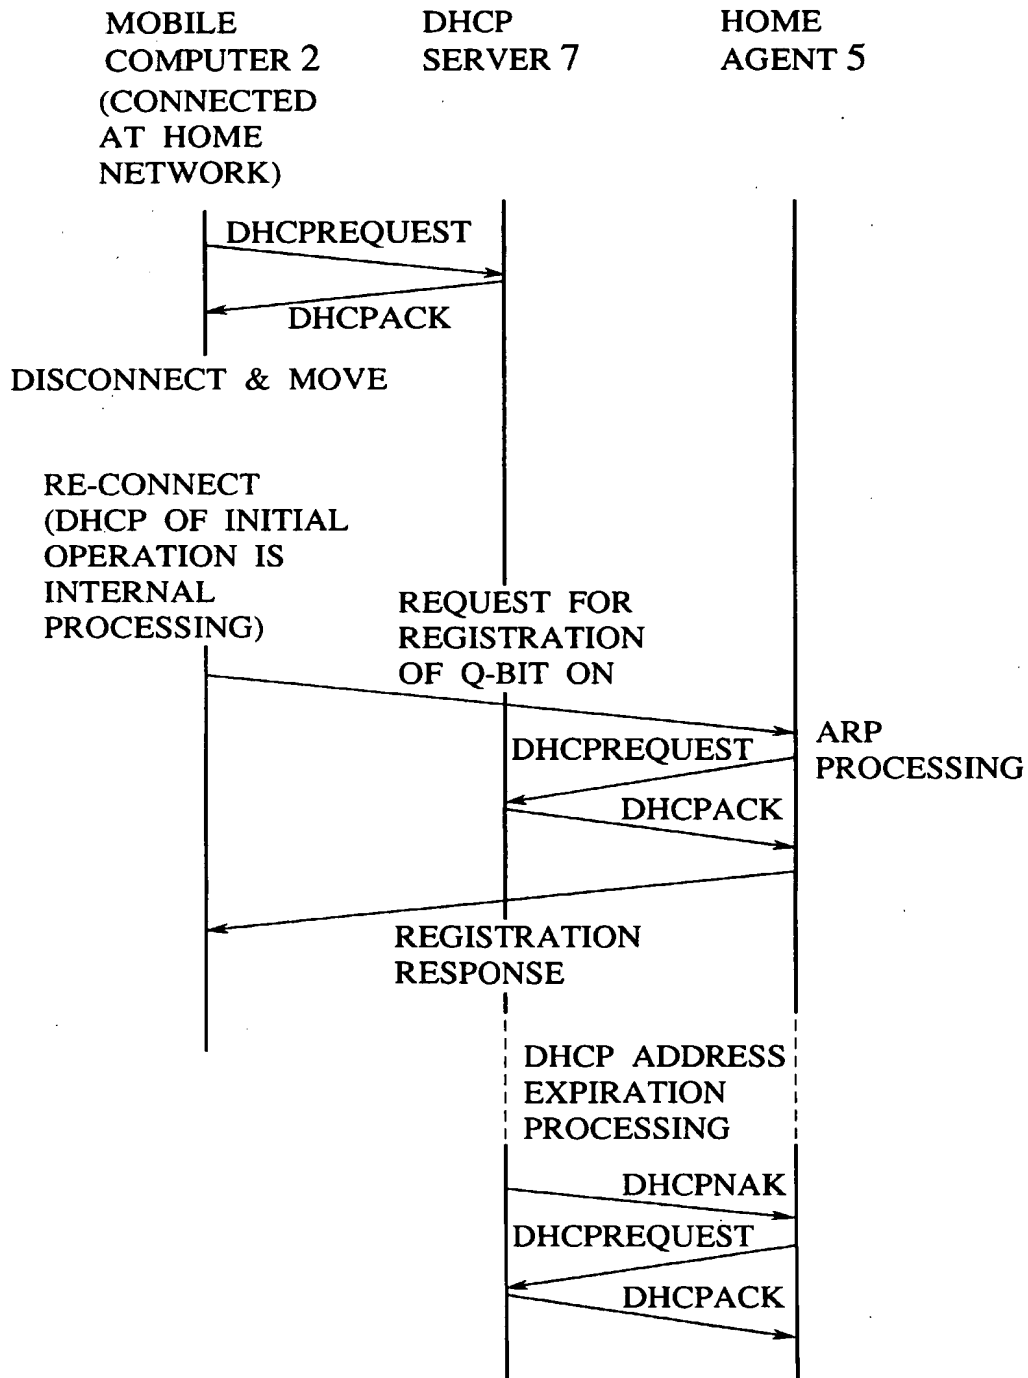 MOBILE
COMPUTER 2
(CONNECTED
AT HOME
NETWORK)
DHCP
SERVER 7
HOME
AGENT 5
DHCPREQUEST
DHCPACK
DISCONNECT & MOVE
RE-CONNECT
(DHCP OF INITIAL
OPERATION IS
INTERNAL
PROCESSING)
REQUEST FOR
REGISTRATION
OF Q-BIT ON
ARP
PROCESSING
DHCPREQUEST
DHCPACK
REGISTRATION
RESPONSE
DHCP ADDRESS
EXPIRATION
PROCESSING
DHCPNAK
DHCPREQUEST
DHCPACK